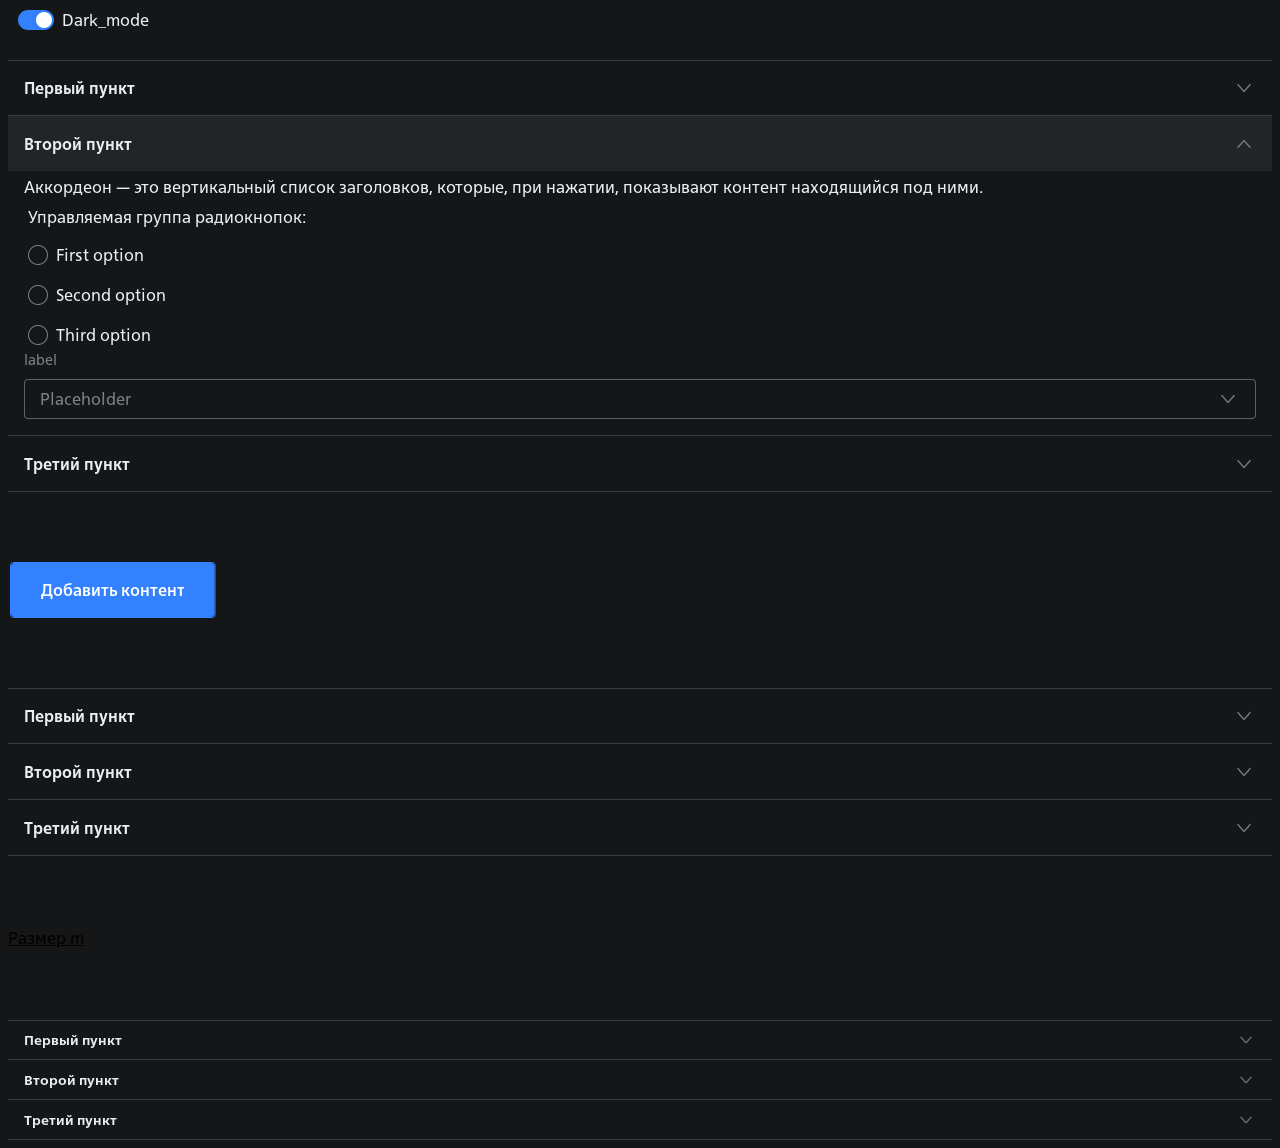 Dark_mode
Первый пункт
Второй пункт
Аккордеон — это вертикальный список заголовков, которые, при нажатии, показывают контент находящийся под ними.
Управляемая группа радиокнопок:
First option
Second option
Third option
label
Placeholder
Третий пункт
Добавить контент
Первый пункт
Второй пункт
Третий пункт
Размер m
Первый пункт
Второй пункт
Третий пункт